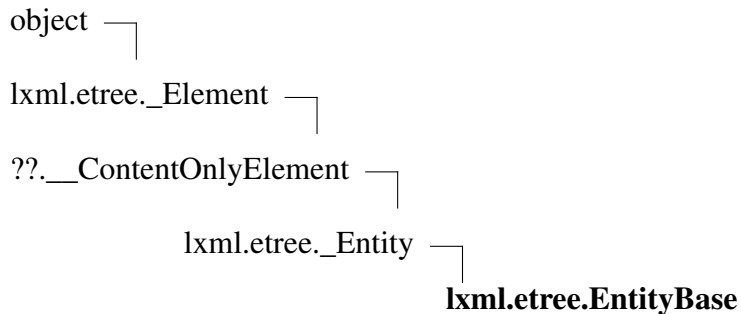 object
lxml.etree._Element
??.__ContentOnlyElement
lxml.etree._Entity
lxml.etree.EntityBase